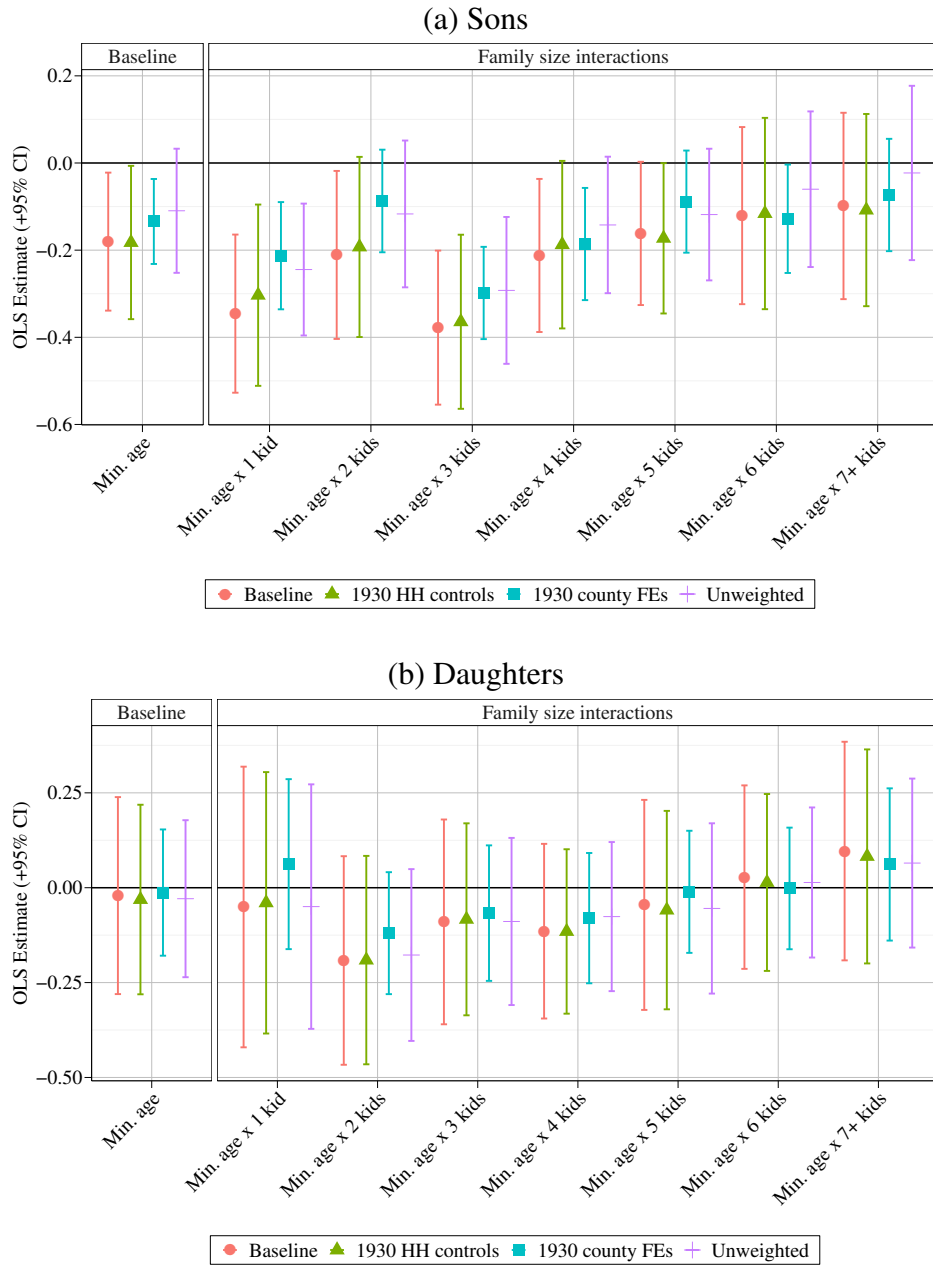 (a) Sons
Baseline
Family size interactions
OLS Estimate (+95% CI)
0.2
0.0
−0.2
−0.4
−0.6
Min. age
Min. age x 1 kid
Min. age x 2 kids
Min. age x 3 kids
Min. age x 4 kids
Min. age x 5 kids
Min. age x 6 kids
Min. age x 7+ kids
Baseline 1930 HH controls 1930 county FEs Unweighted
(b) Daughters
Baseline
Family size interactions
OLS Estimate (+95% CI)
0.25
0.00
−0.25
−0.50
Min. age
Min. age x 1 kid
Min. age x 2 kids
Min. age x 3 kids
Min. age x 4 kids
Min. age x 5 kids
Min. age x 6 kids
Min. age x 7+ kids
Baseline 1930 HH controls 1930 county FEs Unweighted